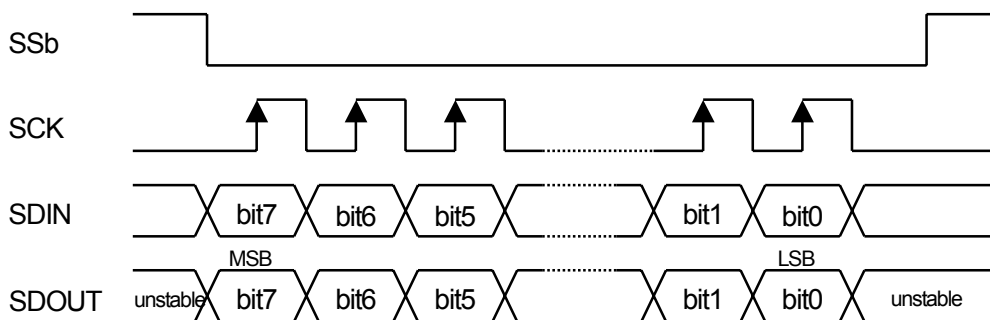 SSb
SCK
SDIN bit7 bit6 bit5 bit1 bit0
MSB LSB
SDOUT unstable bit7 bit6 bit5 bit1 bit0 unstable